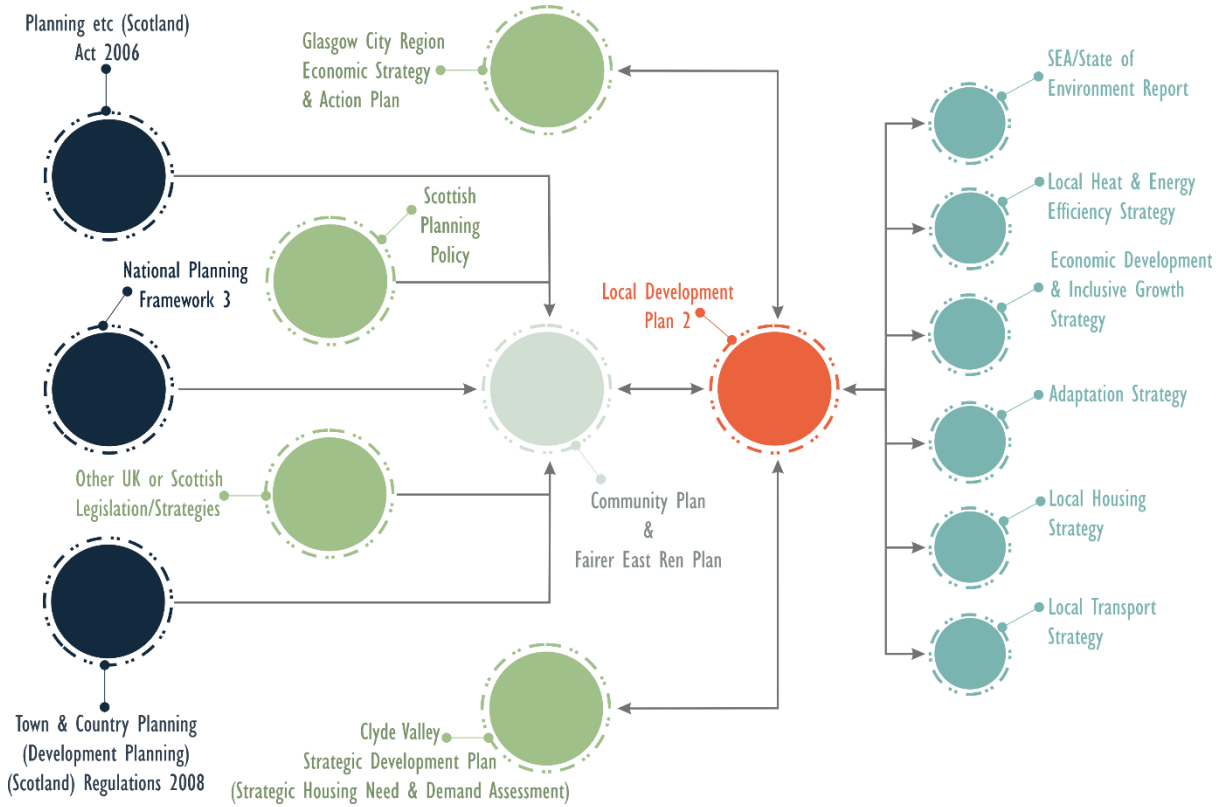 Planning etc (Scotland)
Act 2006
Glasgow City Region
Economic Strategy
& Action Plan
SEA/State of
Environment Report
Scottish
Planning
Policy
Local Heat & Energy
Efficiency Strategy
National Planning
Framework 3
Local Development
Plan 2
Economic Development
& Inclusive Growth
Strategy
Adaptation Strategy
Other UK or Scottish
Legislation/Strategies
Community Plan
&
Fairer East Ren Plan
Local Housing
Strategy
Local Transport
Strategy
Town & Country Planning
(Development Planning)
(Scotland) Regulations 2008
Clyde Valley
Strategic Development Plan
(Strategic Housing Need & Demand Assessment)